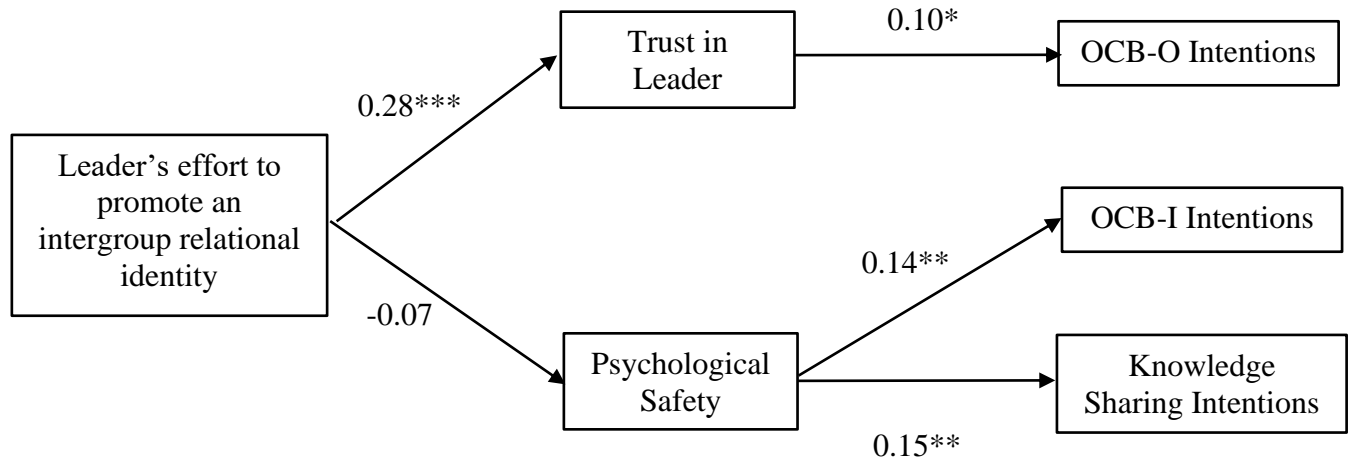 0.10*
Trust in
Leader
OCB-O Intentions
0.28***
Leader’s effort to
promote an
intergroup relational
identity
OCB-I Intentions
0.14**
-0.07
Psychological
Safety
Knowledge
Sharing Intentions
0.15**